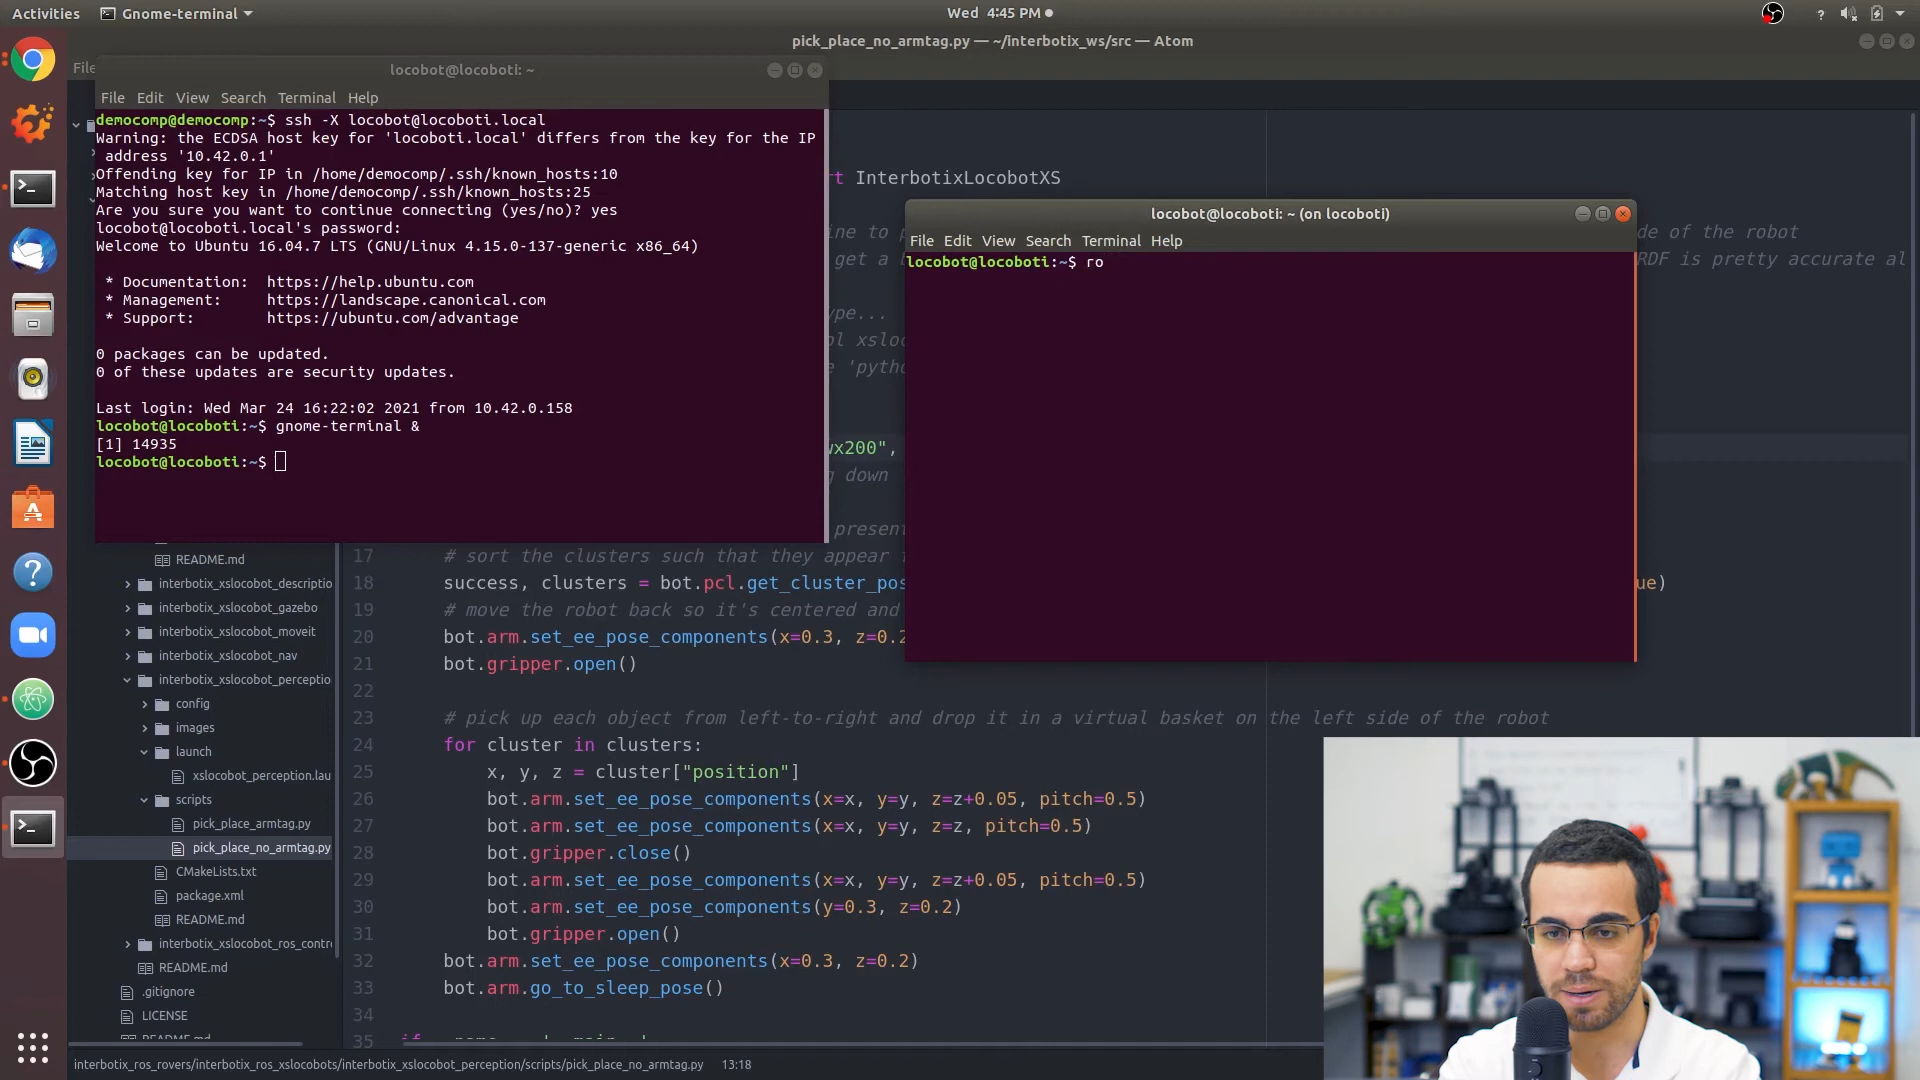 Activities
Gnome-terminal
Wed 4:45 PM
pick_place_no_armtag.py — ~/interbotix_ws/src — Atom
File
locobot@locoboti: ~
File Edit View Search Terminal Help
democomp@democomp:~$ ssh -X locobot@locoboti.local
Warning: the ECDSA host key for 'locoboti.local' differs from the key for the IP
address '10.42.0.1'
Offending key for IP in /home/democomp/.ssh/known_hosts:10
Matching host key in /home/democomp/.ssh/known_hosts:25
Are you sure you want to continue connecting (yes/no)? yes
locobot@locoboti.local's password:
Welcome to Ubuntu 16.04.7 LTS (GNU/Linux 4.15.0-137-generic x86_64)
* Documentation: https://help.ubuntu.com
* Management: https://landscape.canonical.com
* Support: https://ubuntu.com/advantage
0 packages can be updated.
0 of these updates are security updates.
Last login: Wed Mar 24 16:22:02 2021 from 10.42.0.158
locobot@locoboti:~$ gnome-terminal &
[1] 14935
locobot@locoboti:~$
locobot@locoboti: ~ (on locoboti)
File Edit View Search Terminal Help
locobot@locoboti:~$ ro
InterbotixLocobotXS
de of the robot
get a
RDF is pretty accurate al
ype...
'pytho
wx200",
down
present
17 # sort the clusters such that they appear
18 success, clusters = bot.pcl.get_cluster_pos ue)
19 # move the robot back so it's centered and
20 bot.arm.set_ee_pose_components(x=0.3, z=0.2
21 bot.gripper.open()
22
23 # pick up each object from left-to-right and drop it in a virtual basket on the left side of the robot
24 for cluster in clusters:
25 x, y, z = cluster["position"]
26 bot.arm.set_ee_pose_components(x=x, y=y, z=z+0.05, pitch=0.5)
27 bot.arm.set_ee_pose_components(x=x, y=y, z=z, pitch=0.5)
28 bot.gripper.close()
29 bot.arm.set_ee_pose_components(x=x, y=y, z=z+0.05, pitch=0.5)
30 bot.arm.set_ee_pose_components(y=0.3, z=0.2)
31 bot.gripper.open()
32 bot.arm.set_ee_pose_components(x=0.3, z=0.2)
33 bot.arm.go_to_sleep_pose()
34
35
README.md
interbotix_xslocobot_descriptio
interbotix_xslocobot_gazebo
interbotix_xslocobot_moveit
interbotix_xslocobot_nav
interbotix_xslocobot_perceptio
config
images
launch
xslocobot_perception.lau
scripts
pick_place_armtag.py
pick_place_no_armtag.py
CMakeLists.txt
package.xml
README.md
interbotix_xslocobot_ros_contr
README.md
.gitignore
LICENSE
README.md
interbotix_ros_rovers/interbotix_ros_xslocobots/interbotix_xslocobot_perception/scripts/pick_place_no_armtag.py 13:18